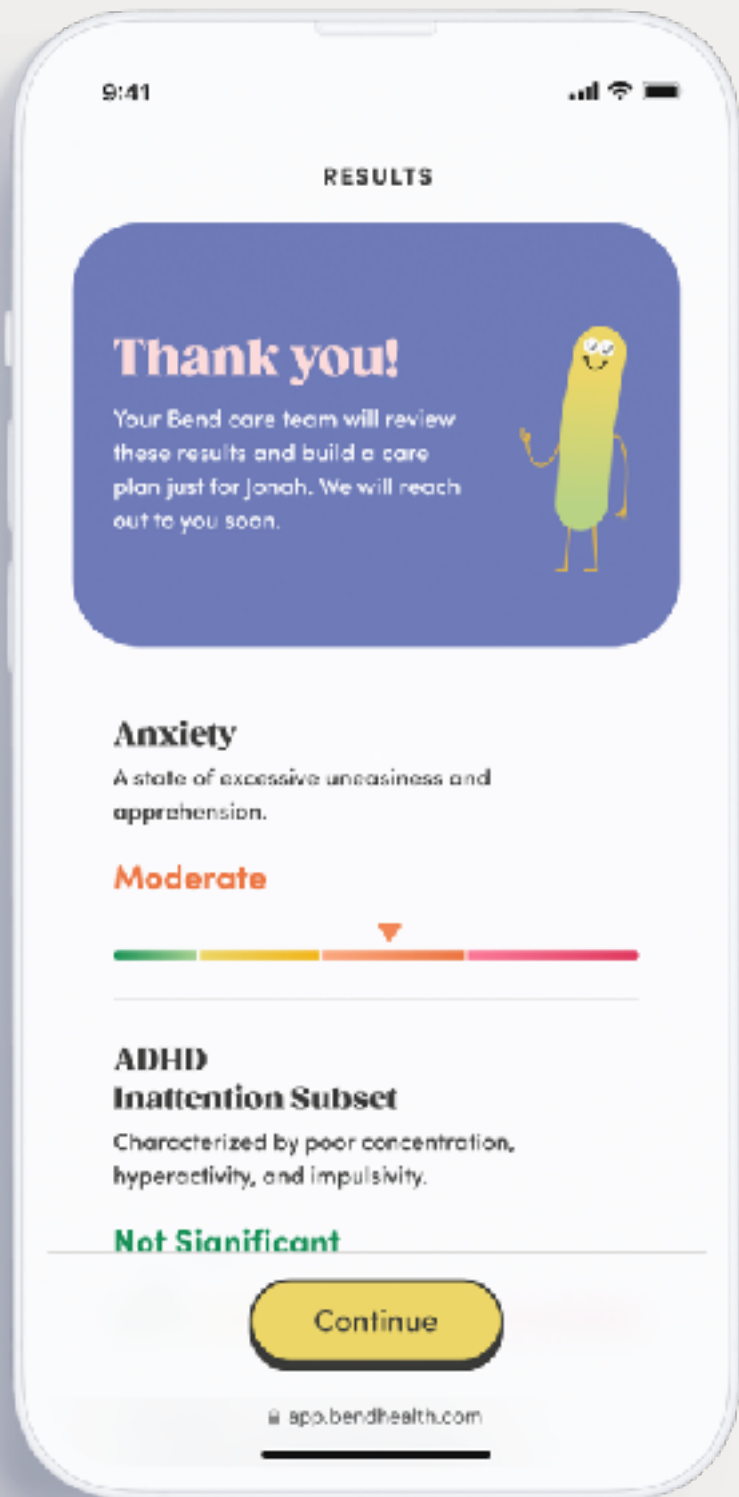 9:41
RESULTS
Thank you!
Your Bend care team will review
these results and build a care
plan just for Jonah. We will reach
out to you soon.
Anxiety
A state of excessive uneasiness and
apprehension.
Moderate
ADHD
Inattention Subset
Characterized by poor concentration,
hyperactivity, and impulsivity.
Not Significant
Continue
app.bendhealth.com